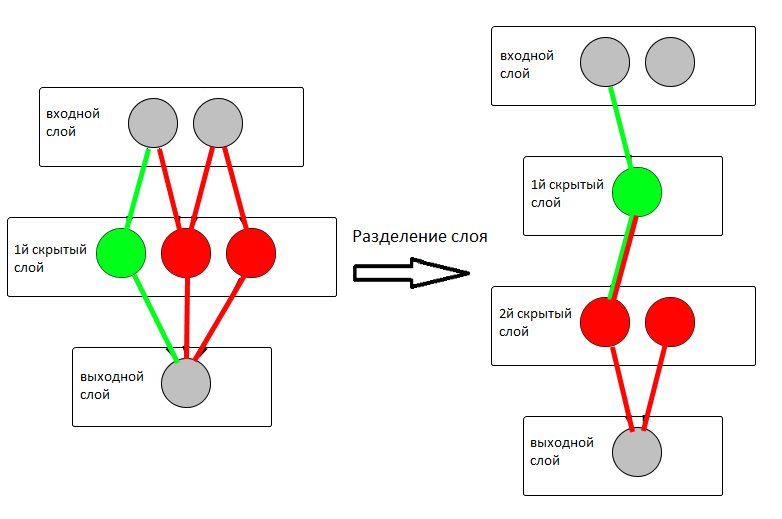 входной
слой
1й скрытый
слой
выходной
слой
Разделение слоя
входной
слой
1й скрытый
слой
2й скрытый
слой
выходной
слой